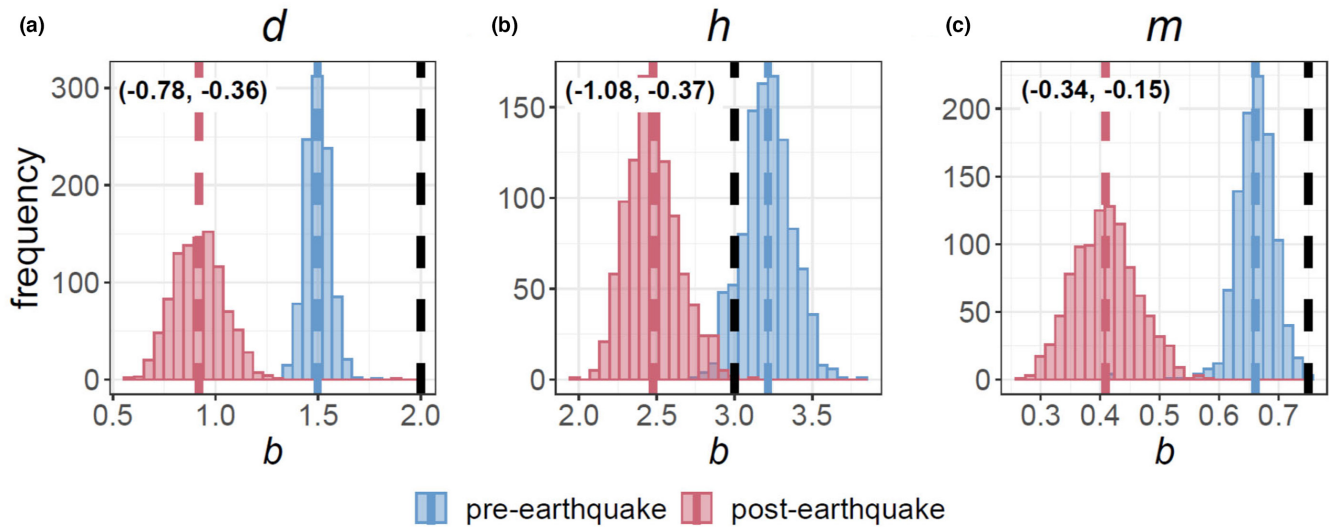 (a) d
(-0.78, -0.36)
frequency
300
200
100
0
0.5 1.0 1.5 2.0
b
(b) h
(-1.08, -0.37)
150
100
50
0
2.0 2.5 3.0 3.5
b
(c) m
(-0.34, -0.15)
200
150
100
50
0
0.3 0.4 0.5 0.6 0.7
b
pre-earthquake post-earthquake